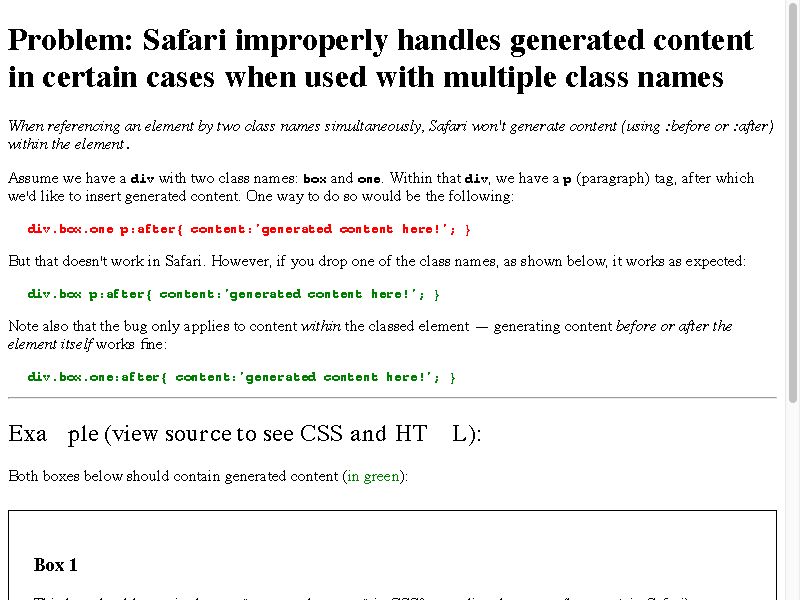 Problem: Safari improperly handles generated content
in certain cases when used with multiple class names
When referencing an element by two class names simultaneously, Safari won't generate content (using :before or :after)
within the element.
Assume we have a div with two class names: box and one. Within that div, we have a p (paragraph) tag, after which
we'd like to insert generated content. One way to do so would be the following:
div.box.one p:after{ content:'generated content here!'; }
But that doesn't work in Safari. However, if you drop one of the class names, as shown below, it works as expected:
div.box p:after{ content:'generated content here!'; }
Note also that the bug only applies to content within the classed element — generating content before or after the
element itself works fine:
div.box.one:after{ content:'generated content here!'; }
Exa ple (view source to see CSS and HT L):
Both boxes below should contain generated content (in green):
Box 1